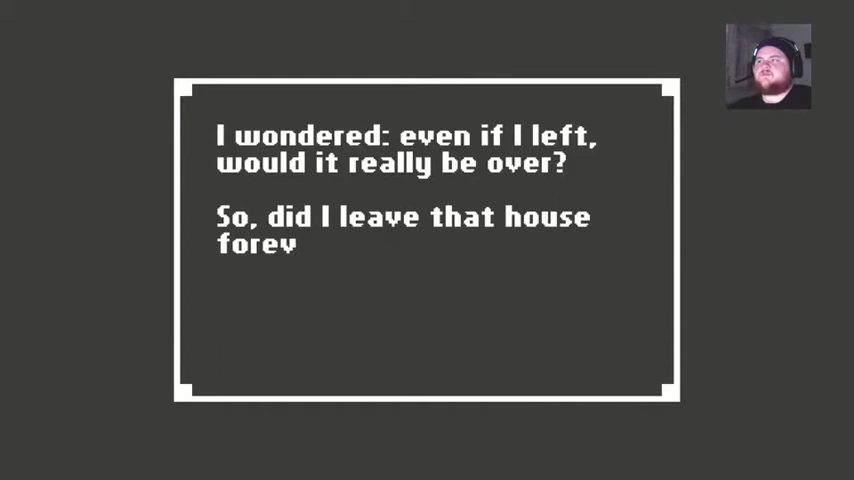 I wondered: even if I left,
would it really be over?
So, did I leave that house
forev